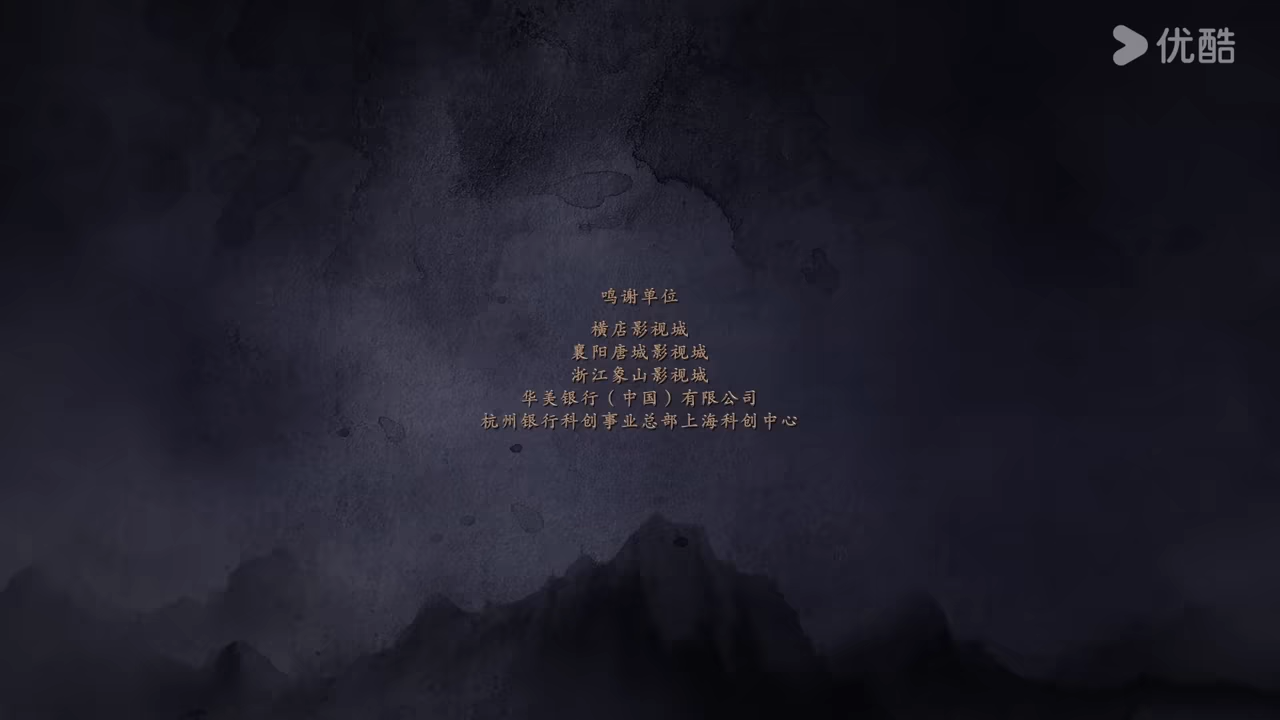 优酷
鸣谢单位
横店影视城
襄阳唐城影视城
浙江象山影视城
华美银行（中国）有限公司
杭州银行科创事业总部上海科创中心